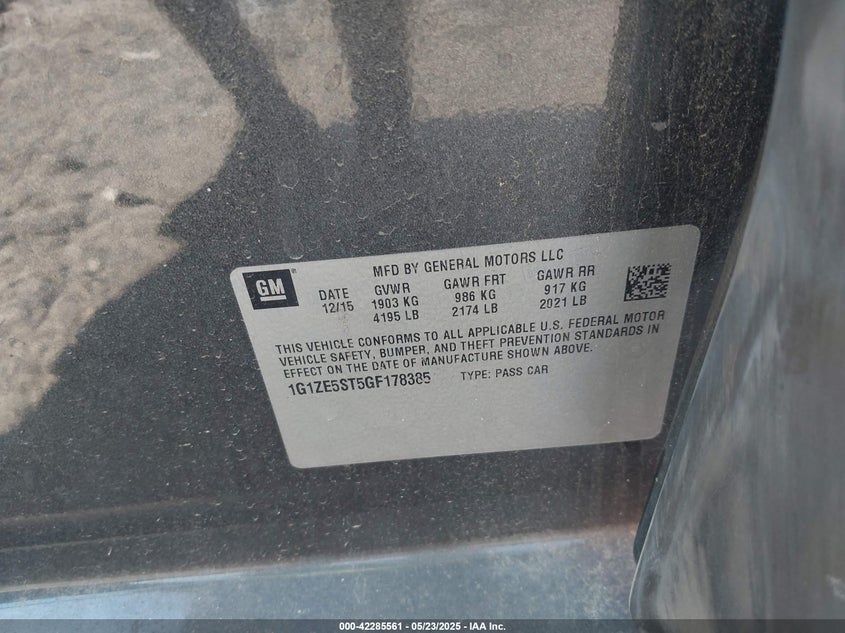 GM
MFD BY GENERAL MOTORS LLC
DATE GVWR GAWR FRT GAWR RR
12/15 1903 KG 986 KG 917 KG
4195 LB 2174 LB 2021 LB
THIS VEHICLE CONFORMS TO ALL APPLICABLE U.S. FEDERAL MOTOR
VEHICLE SAFETY, BUMPER, AND THEFT PREVENTION STANDARDS IN
EFFECT ON THE DATE OF MANUFACTURE SHOWN ABOVE.
1G1ZE5ST5GF178385 TYPE: PASS CAR
000-42285561 - 05/23/2025 - IAA Inc.